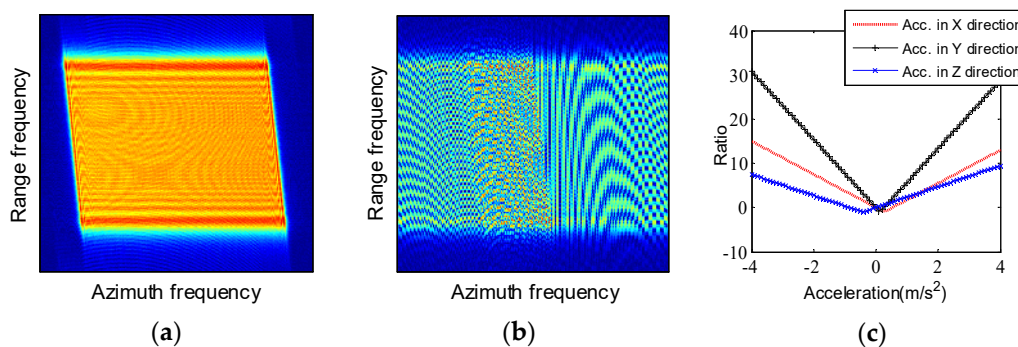 Range frequency
Azimuth frequency
(a)
Range frequency
Azimuth frequency
(b)
Acc. in X direction
Acc. in Y direction
Acc. in Z direction
Ratio
40
30
20
10
0
-10
-4
-2
0
2
4
Acceleration(m/s²)
(c)